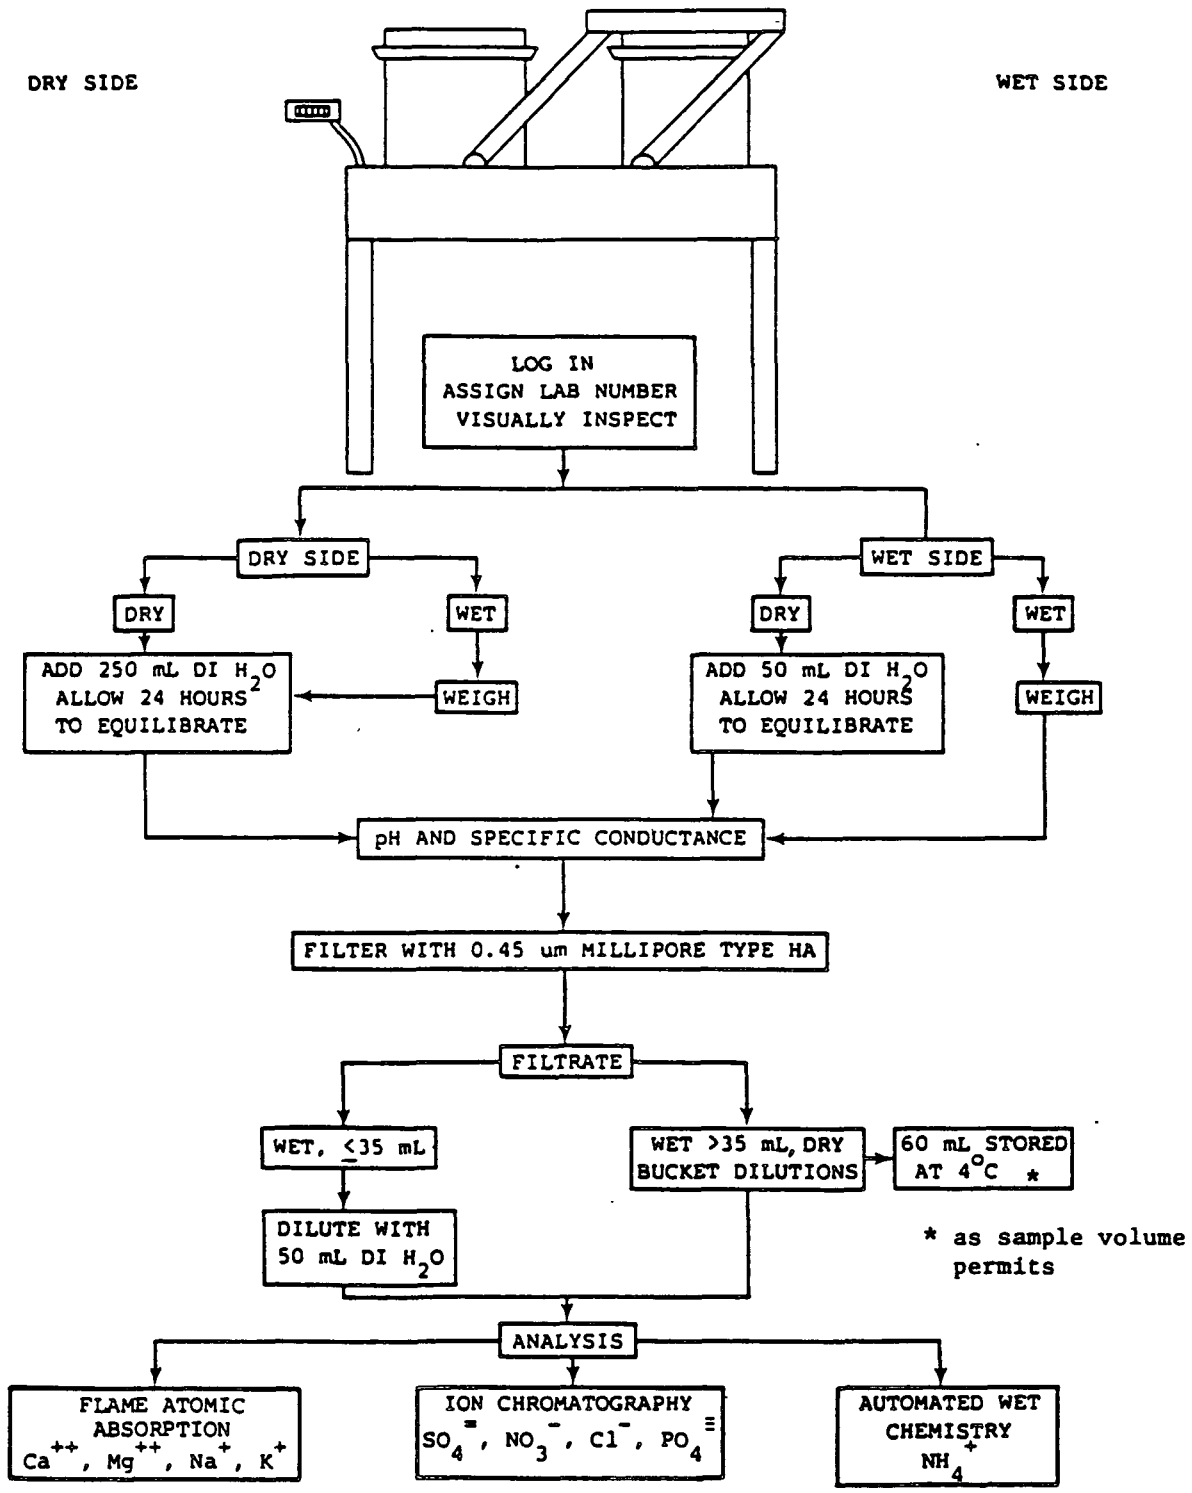 DRY SIDE
WET SIDE
LOG IN
ASSIGN LAB NUMBER
VISUALLY INSPECT
DRY SIDE
WET SIDE
DRY
WET
DRY
WET
ADD 250 mL DI H2O
ALLOW 24 HOURS
TO EQUILIBRATE
WEIGH
ADD 50 mL DI H2O
ALLOW 24 HOURS
TO EQUILIBRATE
WEIGH
pH AND SPECIFIC CONDUCTANCE
FILTER WITH 0.45 um MILLIPORE TYPE HA
FILTRATE
WET, ≤35 mL
WET >35 mL, DRY
BUCKET DILUTIONS
60 mL STORED
AT 4°C *
DILUTE WITH
50 mL DI H2O
* as sample volume
permits
ANALYSIS
FLAME ATOMIC
ABSORPTION
Ca++, Mg++, Na+, K+
ION CHROMATOGRAPHY
SO4=, NO3-, Cl-, PO4≡
AUTOMATED WET
CHEMISTRY
NH4+